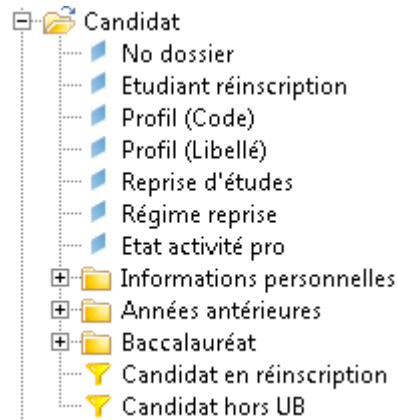 Candidat
No dossier
Etudiant réinscription
Profil (Code)
Profil (Libellé)
Reprise d'études
Régime reprise
Etat activité pro
Informations personnelles
Années antérieures
Baccalauréat
Candidat en réinscription
Candidat hors UB